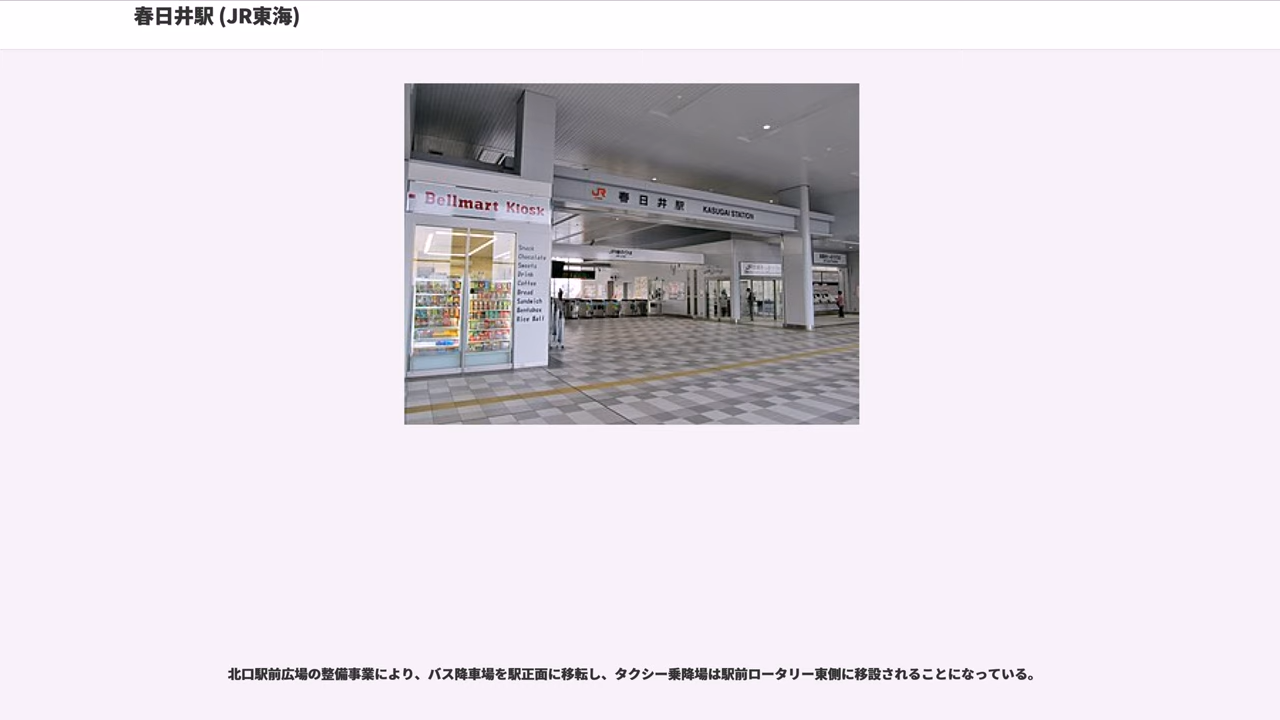 春日井駅 (JR東海)
Bellmart Kiosk
JR 春日井駅 KASUGAI STATION
Snack
Chocolate
Sweets
Drink
Coffee
Bread
Sandwich
Bentobox
Rice Ball
北口駅前広場の整備事業により、バス降車場を駅正面に移転し、タクシー乗降場は駅前ロータリー東側に移設されることになっている。